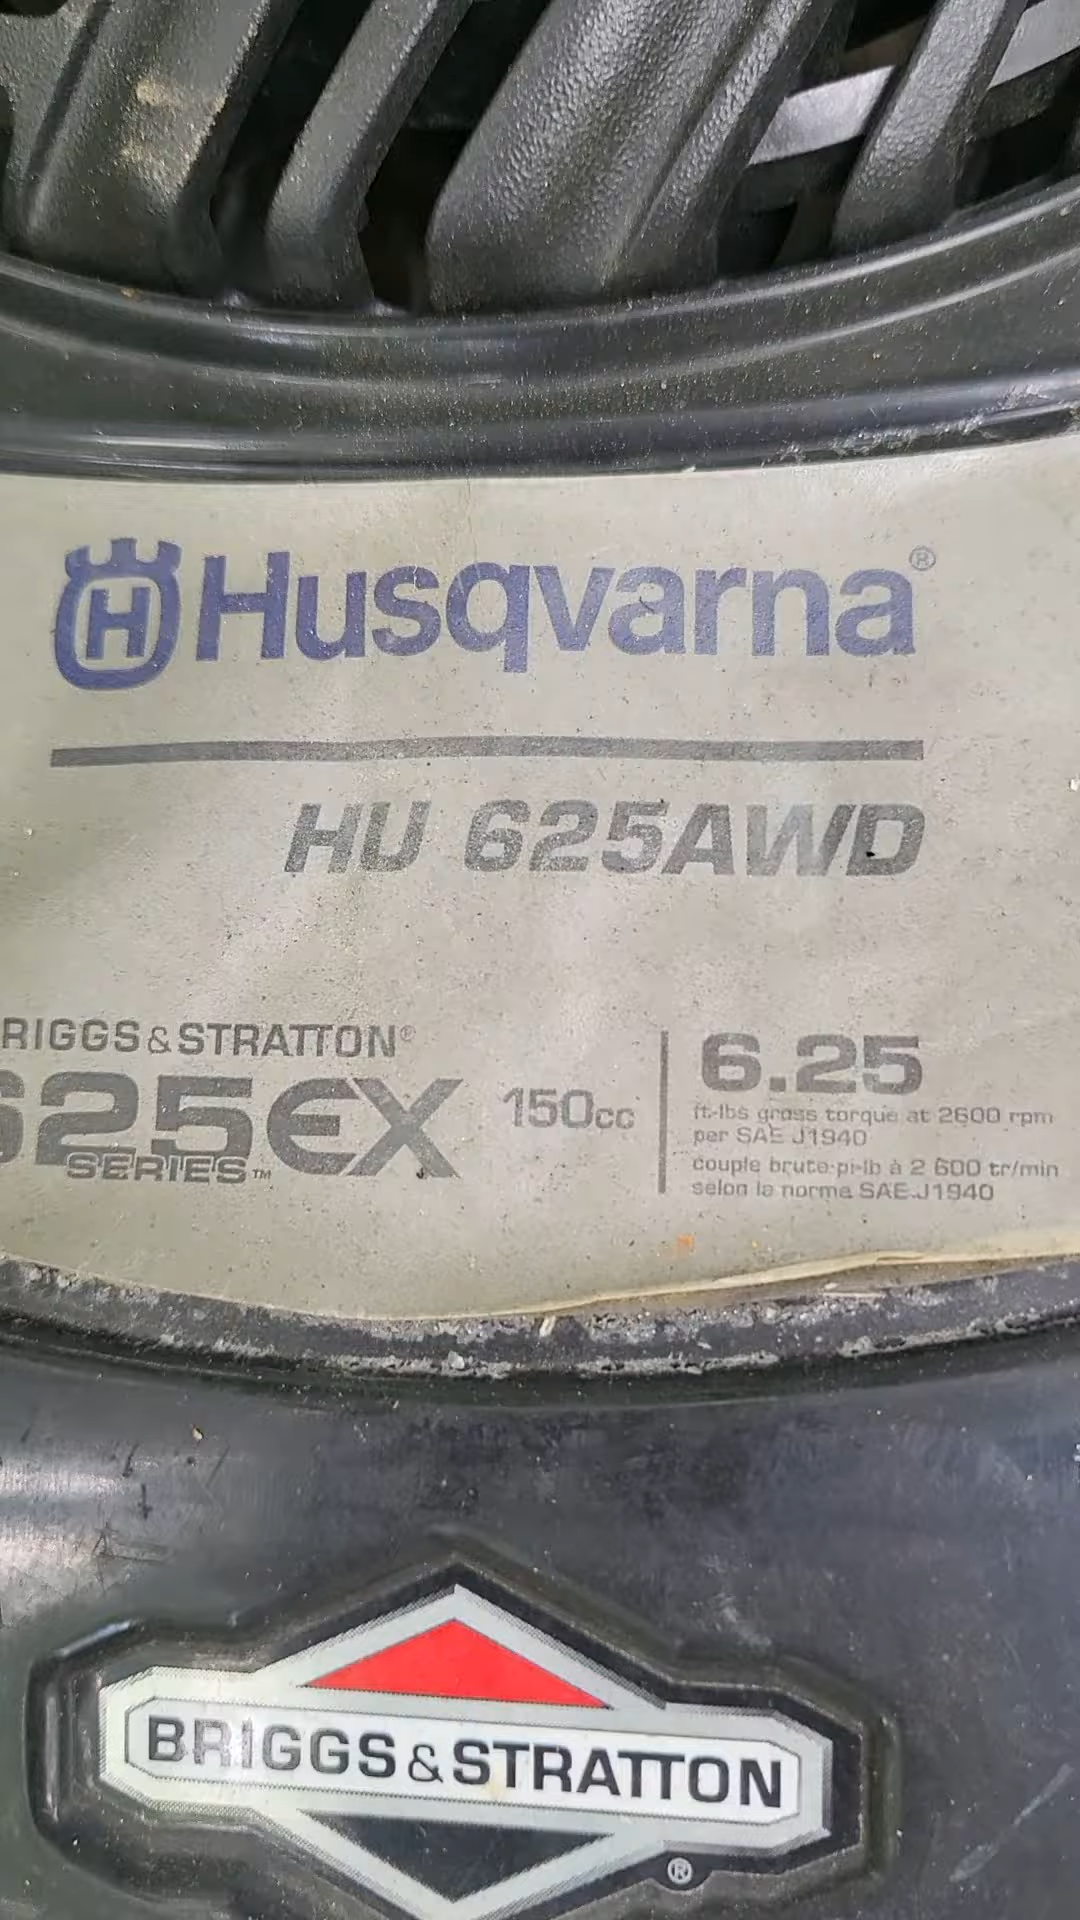 H Husqvarna®
HU 625AWD
RIGGS&STRATTON®
625EX
SERIES™
150cc
6.25
ft-lbs gross torque at 2600 rpm
per SAE J1940
couple brute-pi-lb à 2 600 tr/min
selon la norme SAE J1940
BRIGGS&STRATTON
®